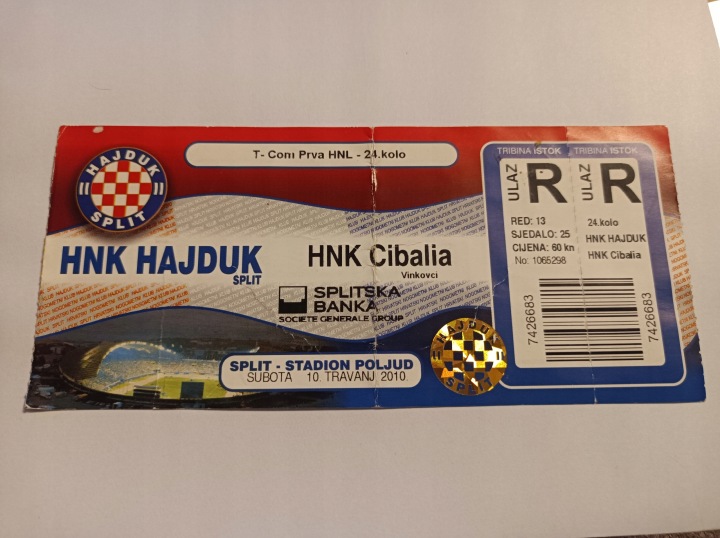 T- Com Prva HNL - 24.kolo
HAJDUK
SPLIT
HNK HAJDUK
SPLIT
HNK Cibalia
Vinkovci
SPLITSKA
BANKA
SOCIETE GENERALE GROUP
SPLIT - STADION POLJUD
SUBOTA 10. TRAVANJ 2010.
HAJDUK
SPLIT
TRIBINA ISTOK
ULAZ
R
RED: 13
SJEDALO: 25
CIJENA: 60 kn
No: 1065298
7426683
TRIBINA ISTOK
ULAZ
R
24.kolo
HNK HAJDUK
HNK Cibalia
7426683